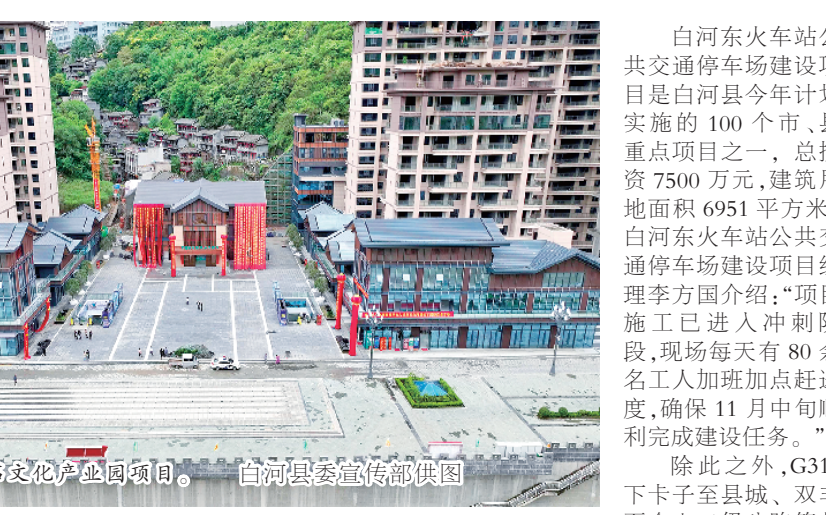 文化产业园项目。 白河县委宣传部供图
白河东火车站公
共交通停车场建设项
目是白河县今年计划
实施的 100 个市、县
重点项目之一，总投
资 7500 万元，建筑用
地面积 6951 平方米。
白河东火车站公共交
通停车场建设项目经
理李方国介绍：“项目
施工已进入冲刺阶
段，现场每天有 80 余
名工人加班加点赶进
度，确保 11 月中旬顺
利完成建设任务。”
除此之外，G31
下卡子至县城、双丰